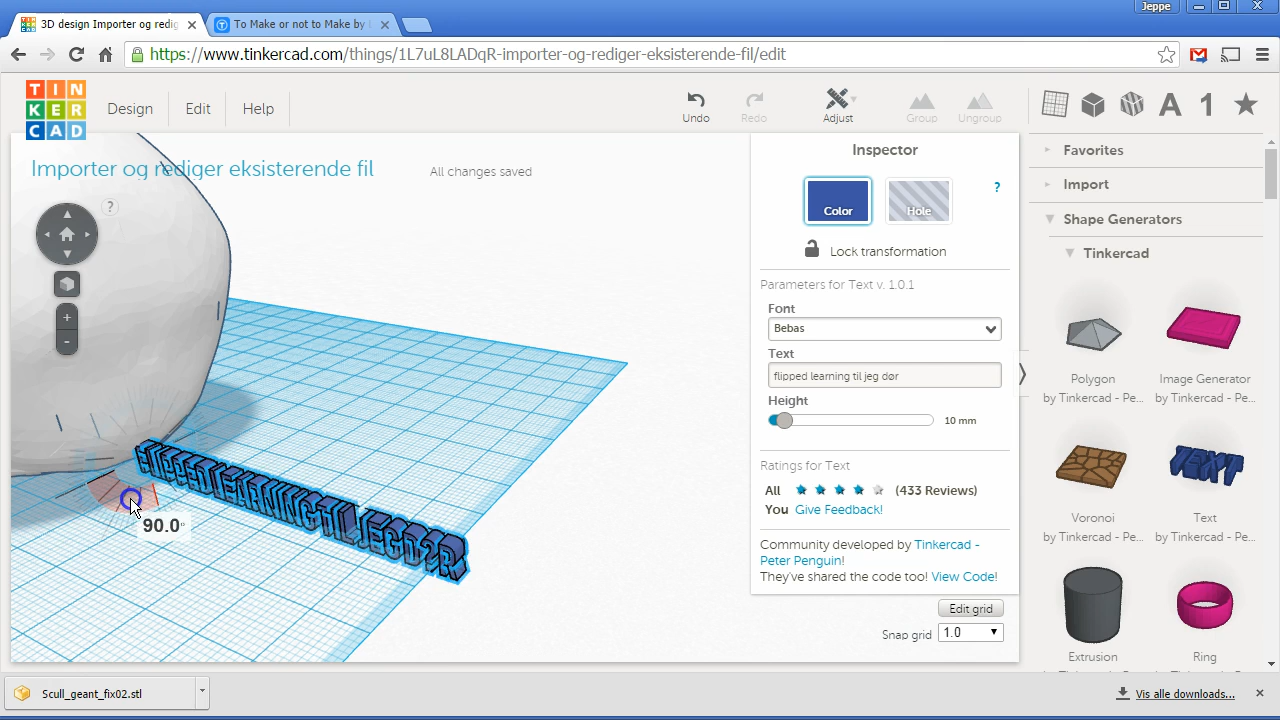 Jeppe
3D design Importer og redig
To Make or not to Make by
https://www.tinkercad.com/things/1L7uL8LADqR-importer-og-rediger-eksisterende-fil/edit
TIN
KER
CAD
Design
Edit
Help
Undo
Redo
Adjust
Group
Ungroup
Importer og rediger eksisterende fil
All changes saved
?
+
-
90.0°
FLIPPED LEARNING TIL JEG D?R
Inspector
Color
Hole
?
Lock transformation
Parameters for Text v. 1.0.1
Font
Bebas
Text
flipped learning til jeg dør
Height
10 mm
Ratings for Text
All (433 Reviews)
You Give Feedback!
Community developed by Tinkercad -
Peter Penguin!
They've shared the code too! View Code!
Edit grid
Snap grid 1.0
A
1
Favorites
Import
Shape Generators
Tinkercad
Polygon
by Tinkercad - Pe...
Image Generator
by Tinkercad - Pe...
TEXT
Voronoi
by Tinkercad - Pe...
Text
by Tinkercad - Pe...
Extrusion
Ring
Scull_geant_fix02.stl
Vis alle downloads...